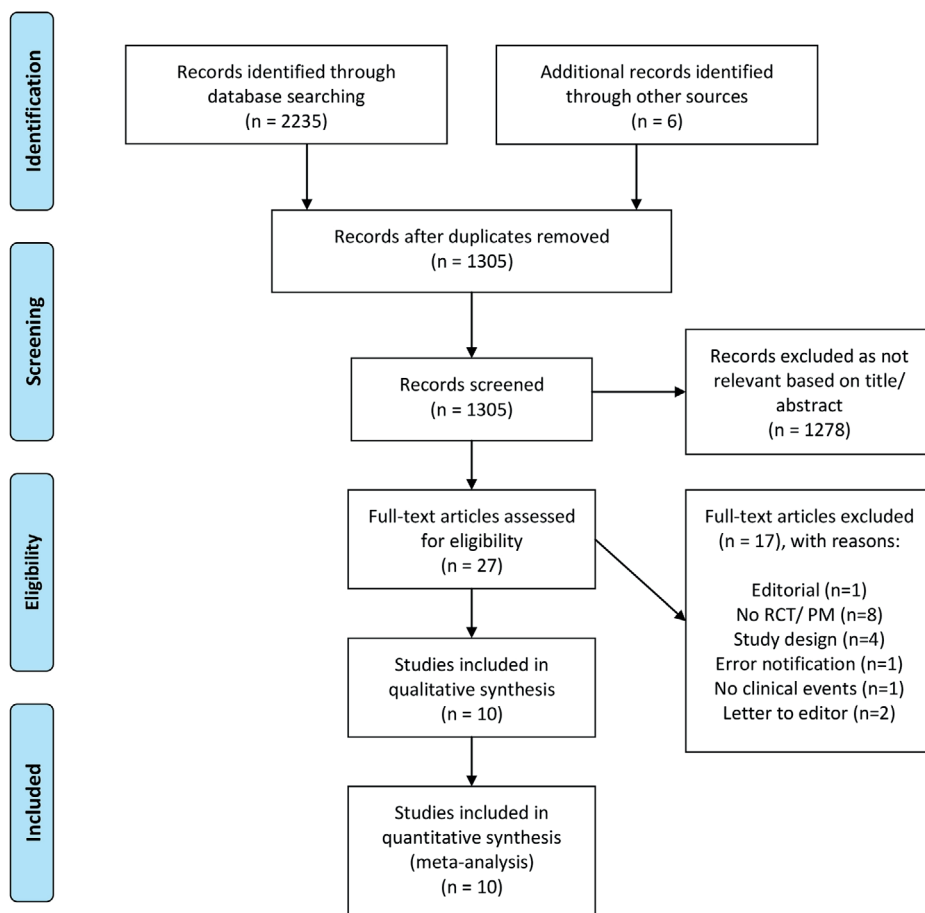 Identification
Records identified through
database searching
(n = 2235)
Additional records identified
through other sources
(n = 6)
Records after duplicates removed
(n = 1305)
Screening
Records screened
(n = 1305)
Records excluded as not
relevant based on title/
abstract
(n = 1278)
Eligibility
Full-text articles assessed
for eligibility
(n = 27)
Full-text articles excluded
(n = 17), with reasons:
Editorial (n=1)
No RCT/ PM (n=8)
Study design (n=4)
Error notification (n=1)
No clinical events (n=1)
Letter to editor (n=2)
Studies included in
qualitative synthesis
(n = 10)
Included
Studies included in
quantitative synthesis
(meta-analysis)
(n = 10)